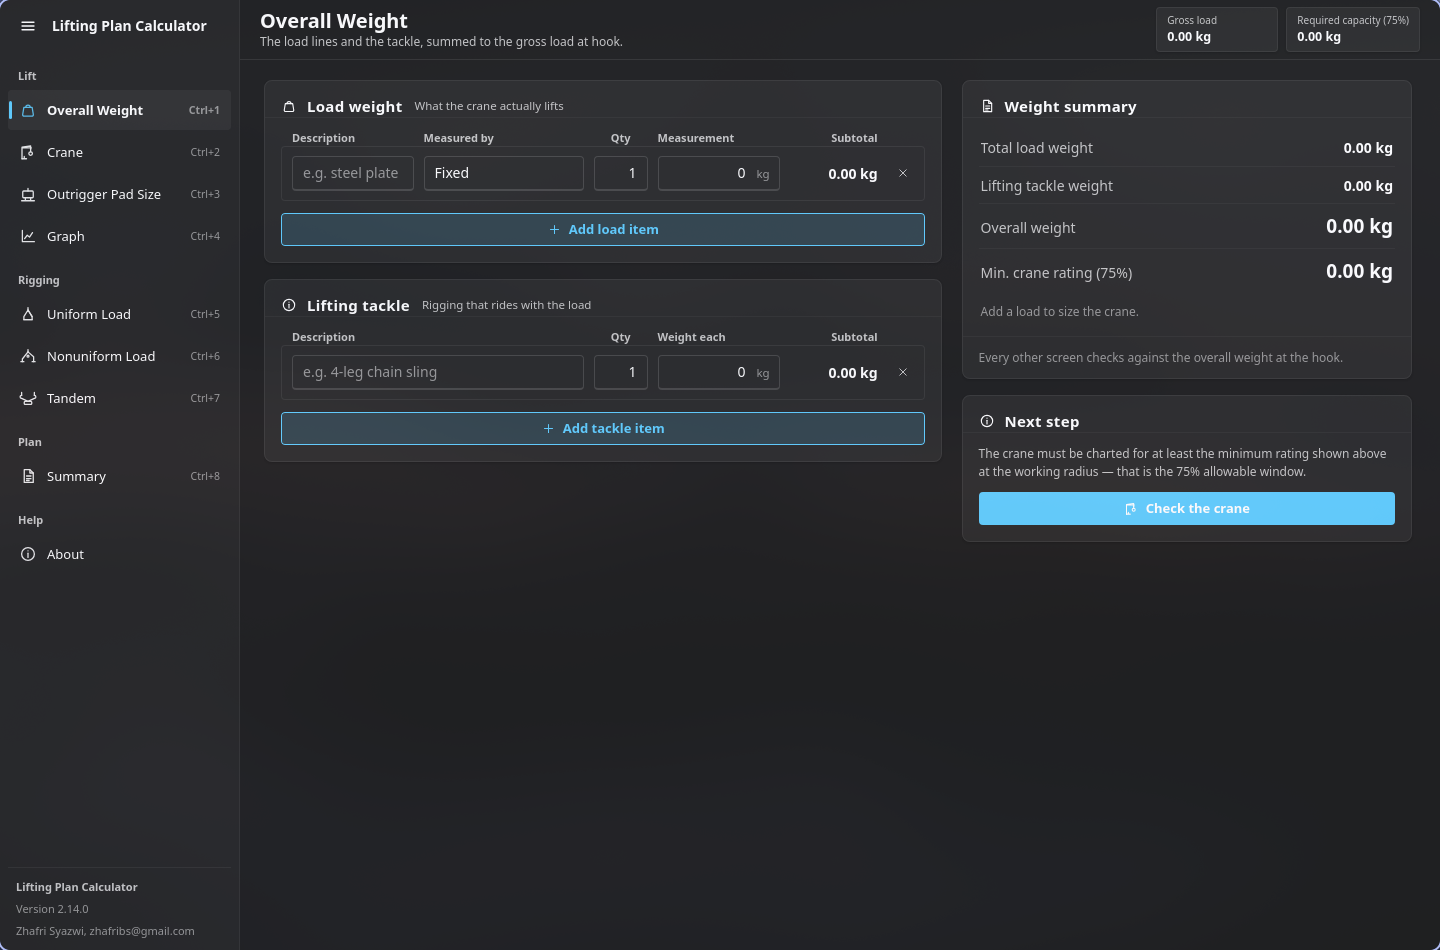 Lifting Plan Calculator
Lift
Overall Weight Ctrl+1
Crane Ctrl+2
Outrigger Pad Size Ctrl+3
Graph Ctrl+4
Rigging
Uniform Load Ctrl+5
Nonuniform Load Ctrl+6
Tandem Ctrl+7
Plan
Summary Ctrl+8
Help
About
Lifting Plan Calculator
Version 2.14.0
Zhafri Syazwi, zhafribs@gmail.com
Overall Weight
The load lines and the tackle, summed to the gross load at hook.
Gross load
0.00 kg
Required capacity (75%)
0.00 kg
Load weight What the crane actually lifts
Description Measured by Qty Measurement Subtotal
e.g. steel plate Fixed 1 0 kg 0.00 kg
Add load item
Lifting tackle Rigging that rides with the load
Description Qty Weight each Subtotal
e.g. 4-leg chain sling 1 0 kg 0.00 kg
Add tackle item
Weight summary
Total load weight 0.00 kg
Lifting tackle weight 0.00 kg
Overall weight 0.00 kg
Min. crane rating (75%) 0.00 kg
Add a load to size the crane.
Every other screen checks against the overall weight at the hook.
Next step
The crane must be charted for at least the minimum rating shown above
at the working radius — that is the 75% allowable window.
Check the crane